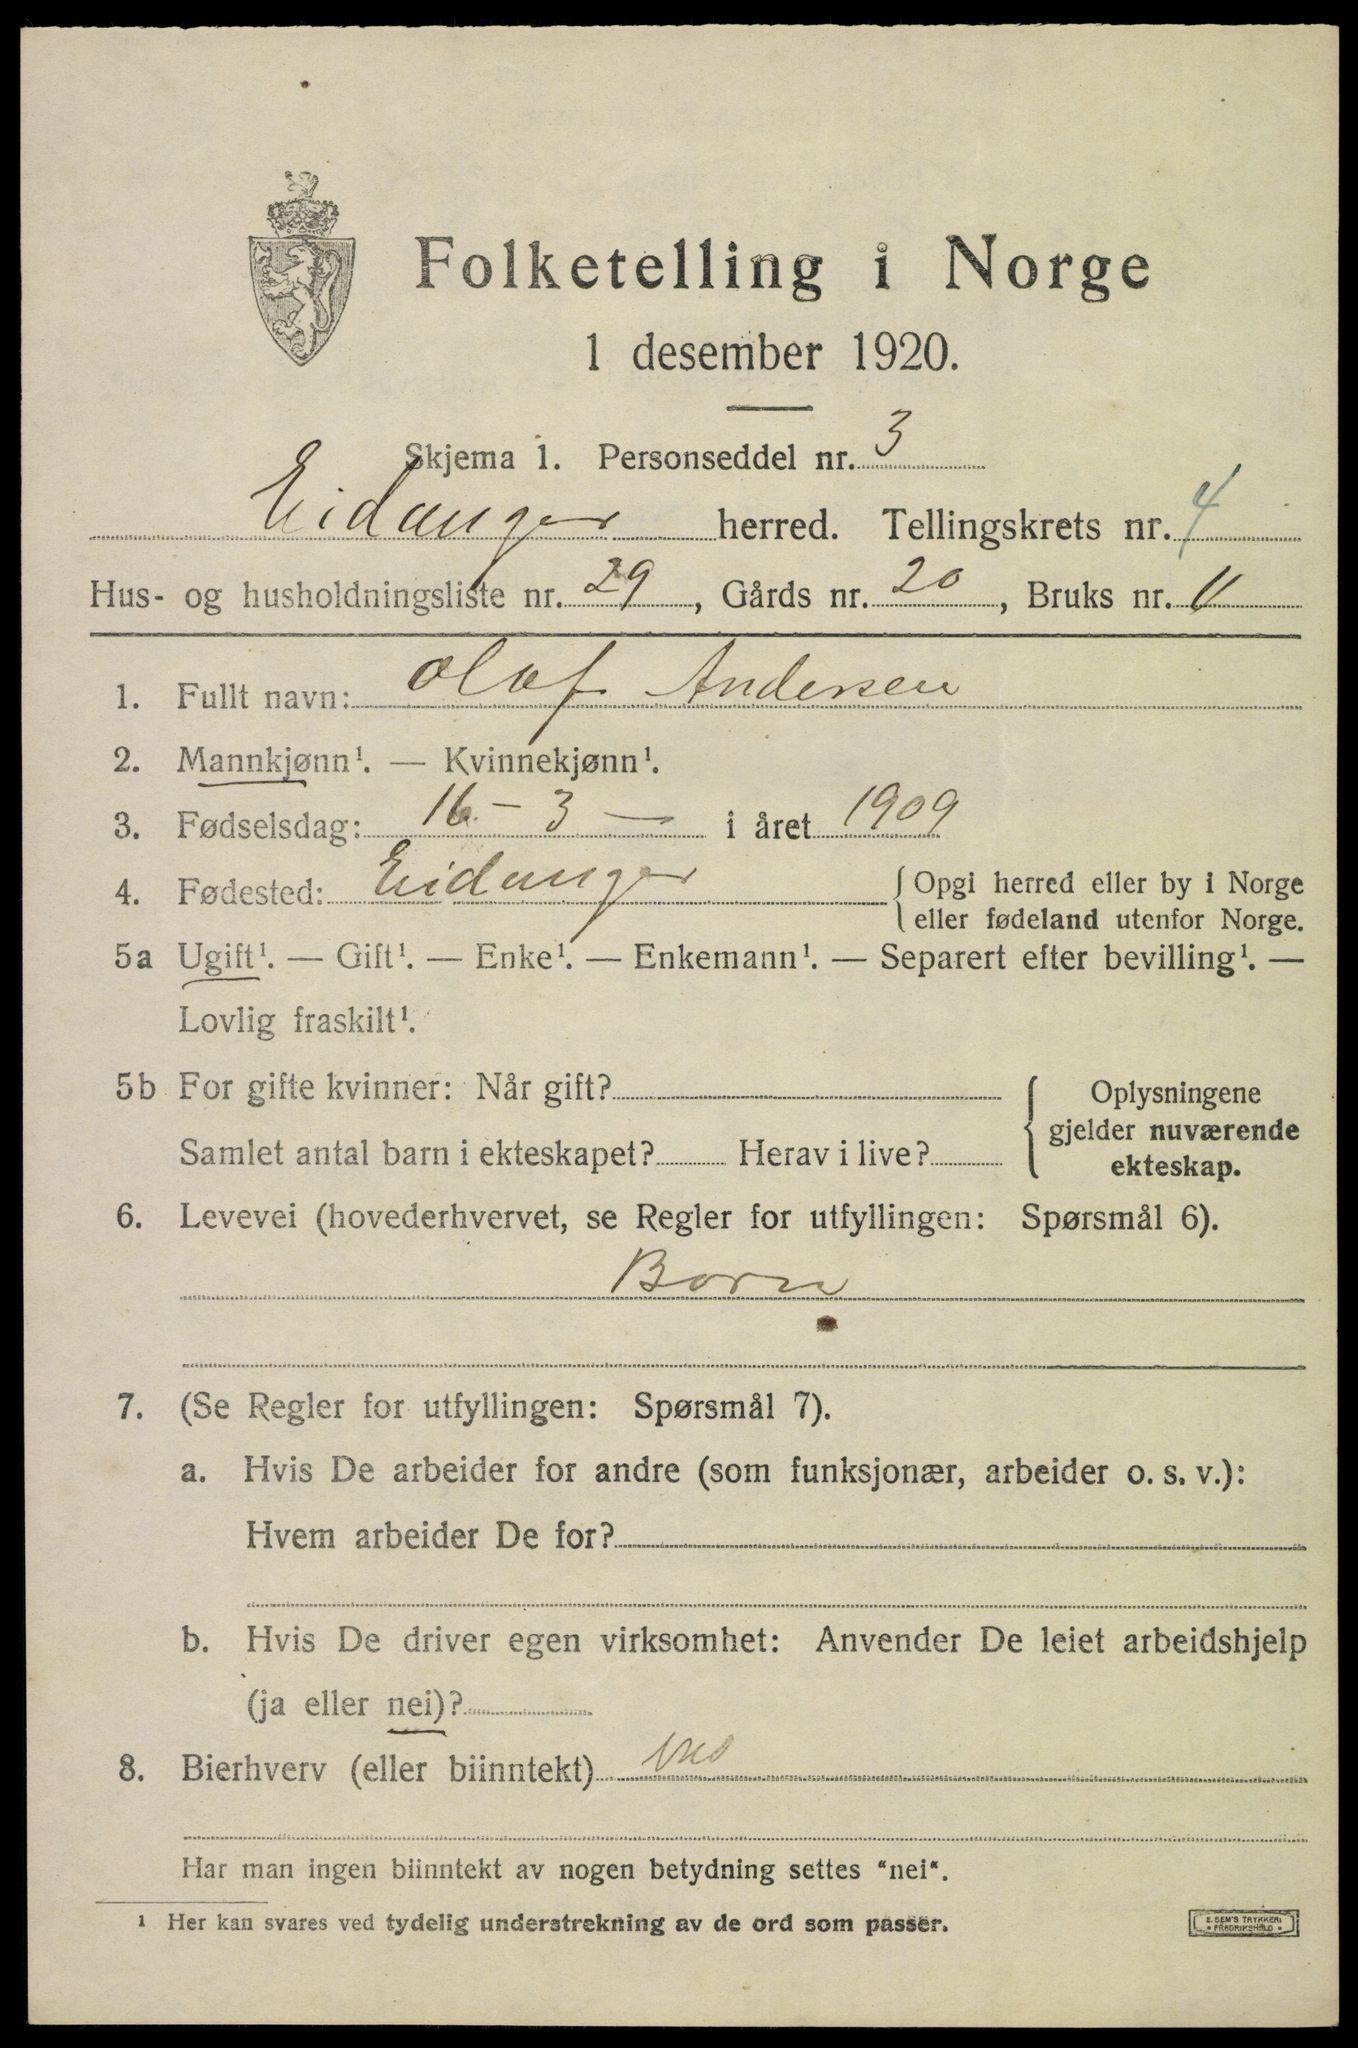 Folketelling i Norge
1 desember 1920.
Skjema 1. Personseddel nr. 3
Eidanger herred. Tellingskrets nr. 4
Hus- og husholdningsliste nr. 29, Gårds nr. 20, Bruks nr. 11
1. Fullt navn: Olaf Andersen
2. Mannkjønn¹. — Kvinnekjønn¹.
3. Fødselsdag: 16 - 3 — i året 1909
4. Fødested: Eidanger { Opgi herred eller by i Norge
eller fødeland utenfor Norge.
5a Ugift¹. — Gift¹. — Enke¹. — Enkemann¹. — Separert efter bevilling¹. —
Lovlig fraskilt¹.
5b For gifte kvinner: Når gift? { Oplysningene
gjelder nuværende
Samlet antal barn i ekteskapet? Herav i live?
ekteskap.
6. Levevei (hovederhvervet, se Regler for utfyllingen: Spørsmål 6).
Barn
7. (Se Regler for utfyllingen: Spørsmål 7).
a. Hvis De arbeider for andre (som funksjonær, arbeider o. s. v.):
Hvem arbeider De for?
b. Hvis De driver egen virksomhet: Anvender De leiet arbeidshjelp
(ja eller nei)?
8. Bierhverv (eller biinntekt)
Har man ingen biinntekt av nogen betydning settes "nei".
¹ Her kan svares ved tydelig understrekning av de ord som passer.
E. SEM'S TRYKKERI
FREDRIKSHALD